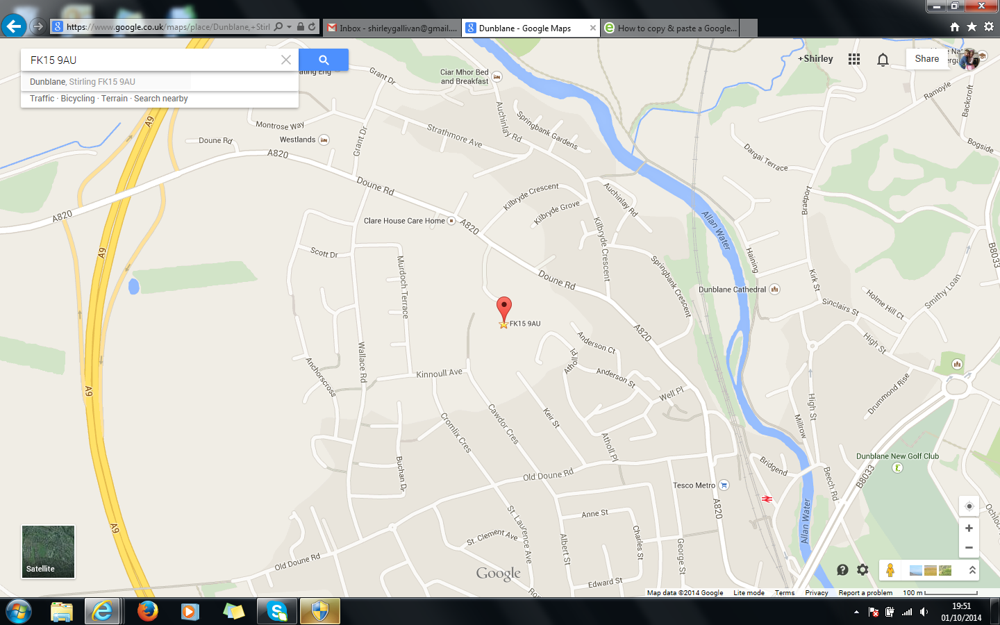 https://www.google.co.uk/maps/place/Dunblane,+Stirl
Inbox - shirleygallivan@gmail....
Dunblane - Google Maps
How to copy & paste a Google...
FK15 9AU
Dunblane, Stirling FK15 9AU
Traffic · Bicycling · Terrain · Search nearby
+Shirley
Share
Grant Dr
Ciar Mhor Bed
and Breakfast
Ramoyle
Backcroft
A9
Montrose Way
Westlands
Doune Rd
A820
Grant Dr
Strathmore Ave
Auchinlay Rd
Springbank Gardens
Dargai Terrace
Bogside
Doune Rd
A820
Kilbryde Crescent
Kilbryde Grove
Auchinlay Rd
Braeport
Clare House Care Home
A820
Kilbryde Crescent
Allan Water
Haining
B8033
A9
Scott Dr
Murdoch Terrace
Doune Rd
Springbank Crescent
Dunblane Cathedral
Kirk St
Sinclairs St
Holme Hill Ct
Smithy Loan
FK15 9AU
A820
Anderson Ct
High St
Wallace Rd
Anchorscross
Kinnoull Ave
Atholl Pl
Anderson St
Well Pl
Drummond Rise
A9
High St
Millrow
Cromlix Cres
Cawdor Cres
Keir St
Atholl Pl
Buchan Dr
Old Doune Rd
Bridgend
Beech Rd
Dunblane New Golf Club
B8033
Tesco Metro
A820
Allan Water
A9
St. Laurence Ave
Anne St
St. Clement Ave
Albert St
Charles St
George St
Old Doune Rd
Edward St
Satellite
Google
Map data ©2014 Google
Lite mode
Terms
Privacy
Report a problem
100 m
19:51
01/10/2014